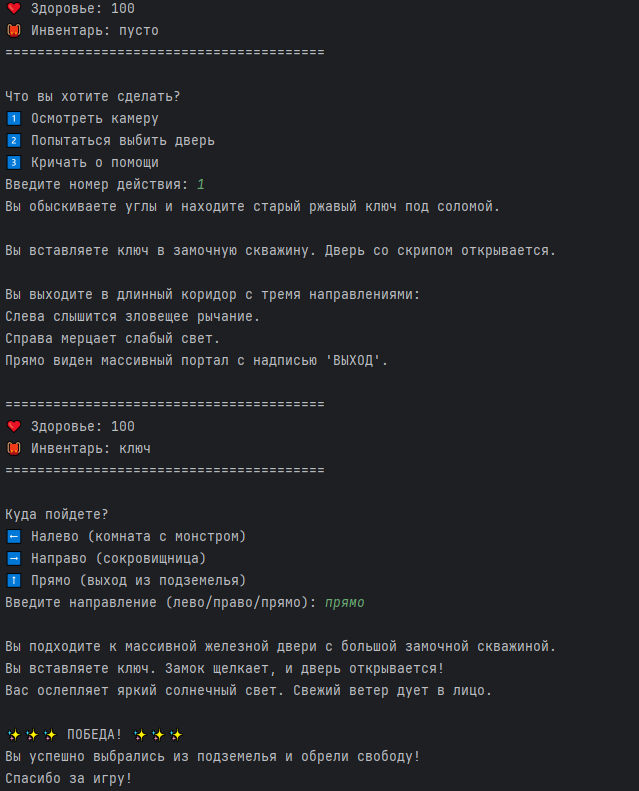 ❤️ Здоровье: 100
🎒 Инвентарь: пусто
========================================
Что вы хотите сделать?
1️⃣ Осмотреть камеру
2️⃣ Попытаться выбить дверь
3️⃣ Кричать о помощи
Введите номер действия: 1
Вы обыскиваете углы и находите старый ржавый ключ под соломой.
Вы вставляете ключ в замочную скважину. Дверь со скрипом открывается.
Вы выходите в длинный коридор с тремя направлениями:
Слева слышится зловещее рычание.
Справа мерцает слабый свет.
Прямо виден массивный портал с надписью 'ВЫХОД'.
========================================
❤️ Здоровье: 100
🎒 Инвентарь: ключ
========================================
Куда пойдете?
⬅️ Налево (комната с монстром)
➡️ Направо (сокровищница)
⬆️ Прямо (выход из подземелья)
Введите направление (лево/право/прямо): прямо
Вы подходите к массивной железной двери с большой замочной скважиной.
Вы вставляете ключ. Замок щелкает, и дверь открывается!
Вас ослепляет яркий солнечный свет. Свежий ветер дует в лицо.
✨✨✨ ПОБЕДА! ✨✨✨
Вы успешно выбрались из подземелья и обрели свободу!
Спасибо за игру!